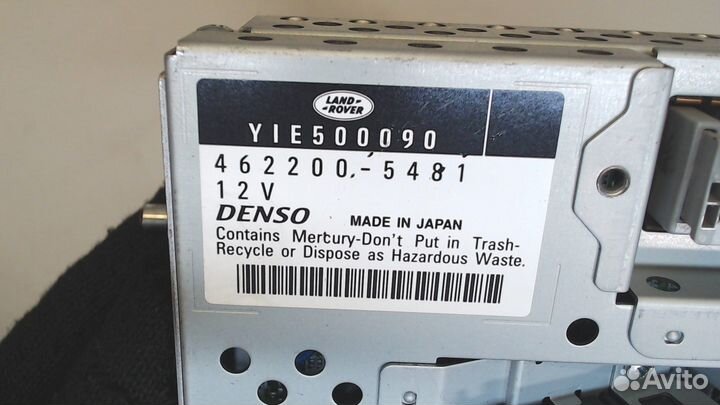 LAND-
-ROVER
YIE500090
462200-5481
12V
DENSO MADE IN JAPAN
Contains Mercury-Don't Put in Trash-
Recycle or Dispose as Hazardous Waste.
Avito